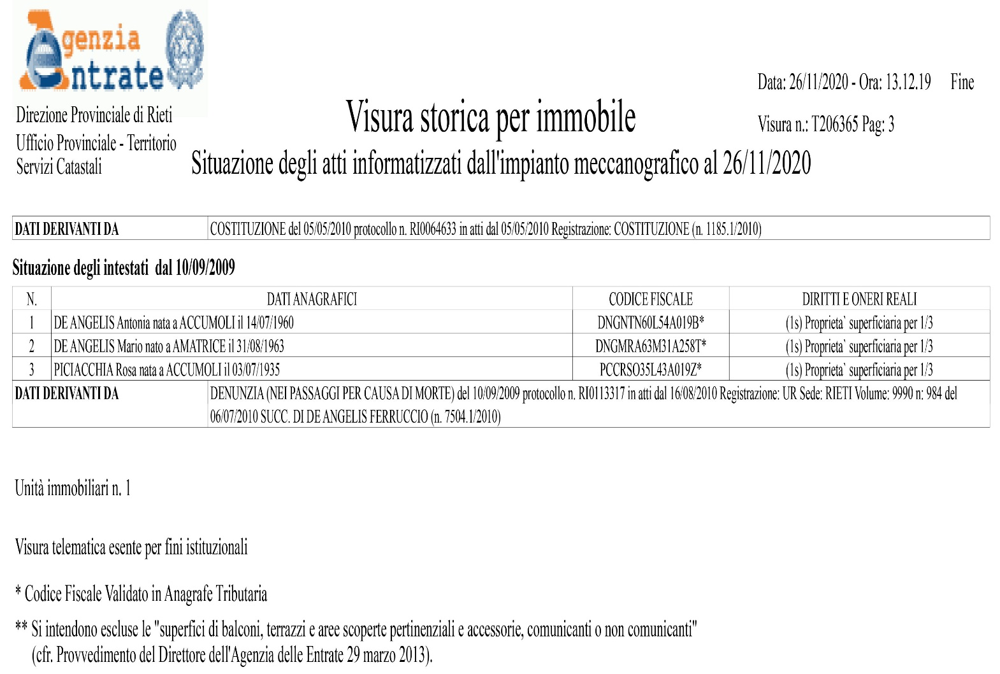 Agenzia
Entrate
Direzione Provinciale di Rieti
Ufficio Provinciale - Territorio
Servizi Catastali
Visura storica per immobile
Situazione degli atti informatizzati dall'impianto meccanografico al 26/11/2020
Data: 26/11/2020 - Ora: 13.12.19 Fine
Visura n.: T206365 Pag: 3
DATI DERIVANTI DA COSTITUZIONE del 05/05/2010 protocollo n. RI0064633 in atti dal 05/05/2010 Registrazione: COSTITUZIONE (n. 1185.1/2010)
Situazione degli intestati dal 10/09/2009
N. DATI ANAGRAFICI CODICE FISCALE DIRITTI E ONERI REALI
1 DE ANGELIS Antonia nata a ACCUMOLI il 14/07/1960 DNGNTN60L54A019B* (1s) Proprieta` superficiaria per 1/3
2 DE ANGELIS Mario nato a AMATRICE il 31/08/1963 DNGMRA63M31A258T* (1s) Proprieta` superficiaria per 1/3
3 PICIACCHIA Rosa nata a ACCUMOLI il 03/07/1935 PCCRSO35L43A019Z* (1s) Proprieta` superficiaria per 1/3
DATI DERIVANTI DA DENUNZIA (NEI PASSAGGI PER CAUSA DI MORTE) del 10/09/2009 protocollo n. RI0113317 in atti dal 16/08/2010 Registrazione: UR Sede: RIETI Volume: 9990 n: 984 del
06/07/2010 SUCC. DI DE ANGELIS FERRUCCIO (n. 7504.1/2010)
Unità immobiliari n. 1
Visura telematica esente per fini istituzionali
* Codice Fiscale Validato in Anagrafe Tributaria
** Si intendono escluse le "superfici di balconi, terrazzi e aree scoperte pertinenziali e accessorie, comunicanti o non comunicanti"
(cfr. Provvedimento del Direttore dell'Agenzia delle Entrate 29 marzo 2013).